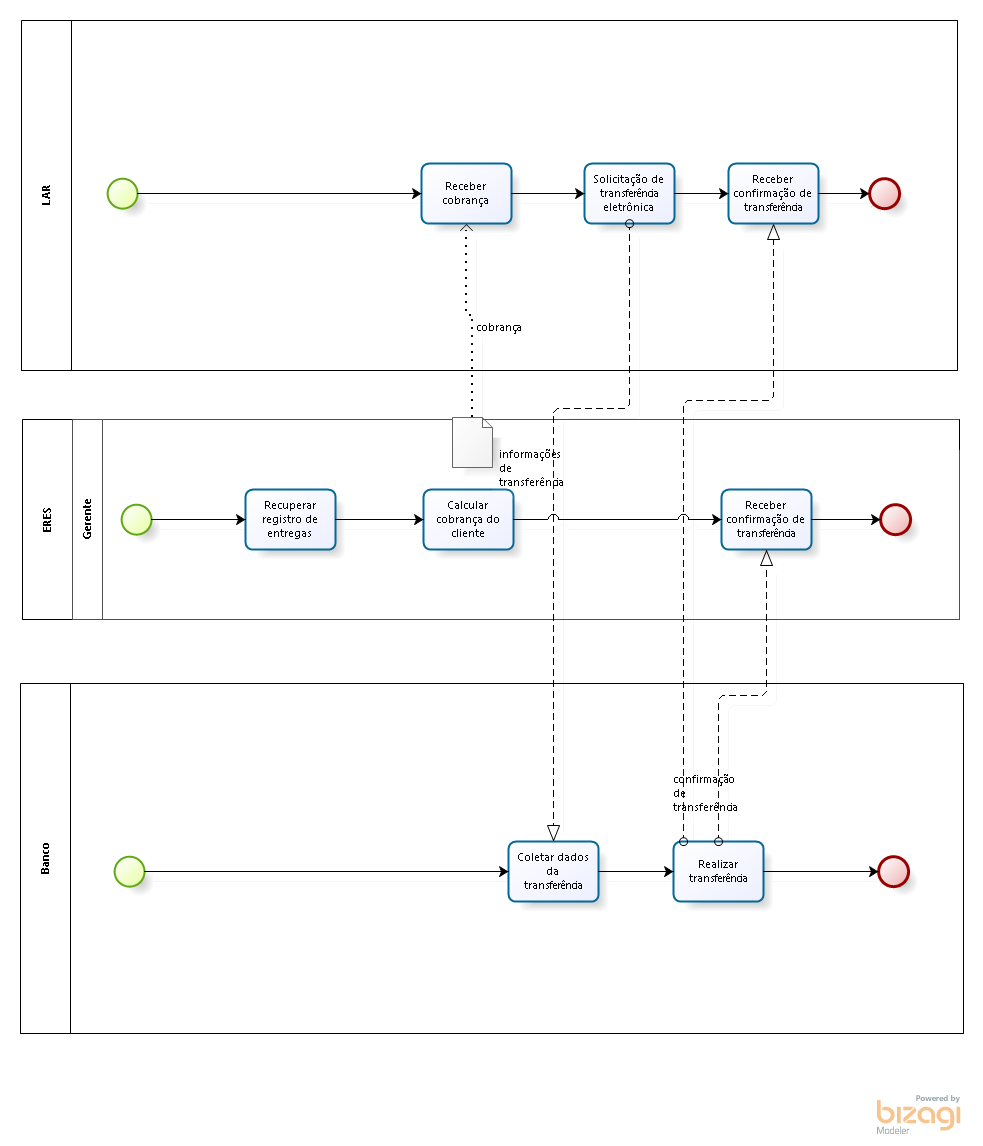 LAR
Receber
cobrança
Solicitação de
transferência
eletrônica
Receber
confirmação de
transferência
cobrança
ERES
Gerente
informações
de
transferência
Recuperar
registro de
entregas
Calcular
cobrança do
cliente
Receber
confirmação de
transferência
Banco
confirmação
de
transferência
Coletar dados
da
transferência
Realizar
transferência
Powered by
bizagi
Modeler